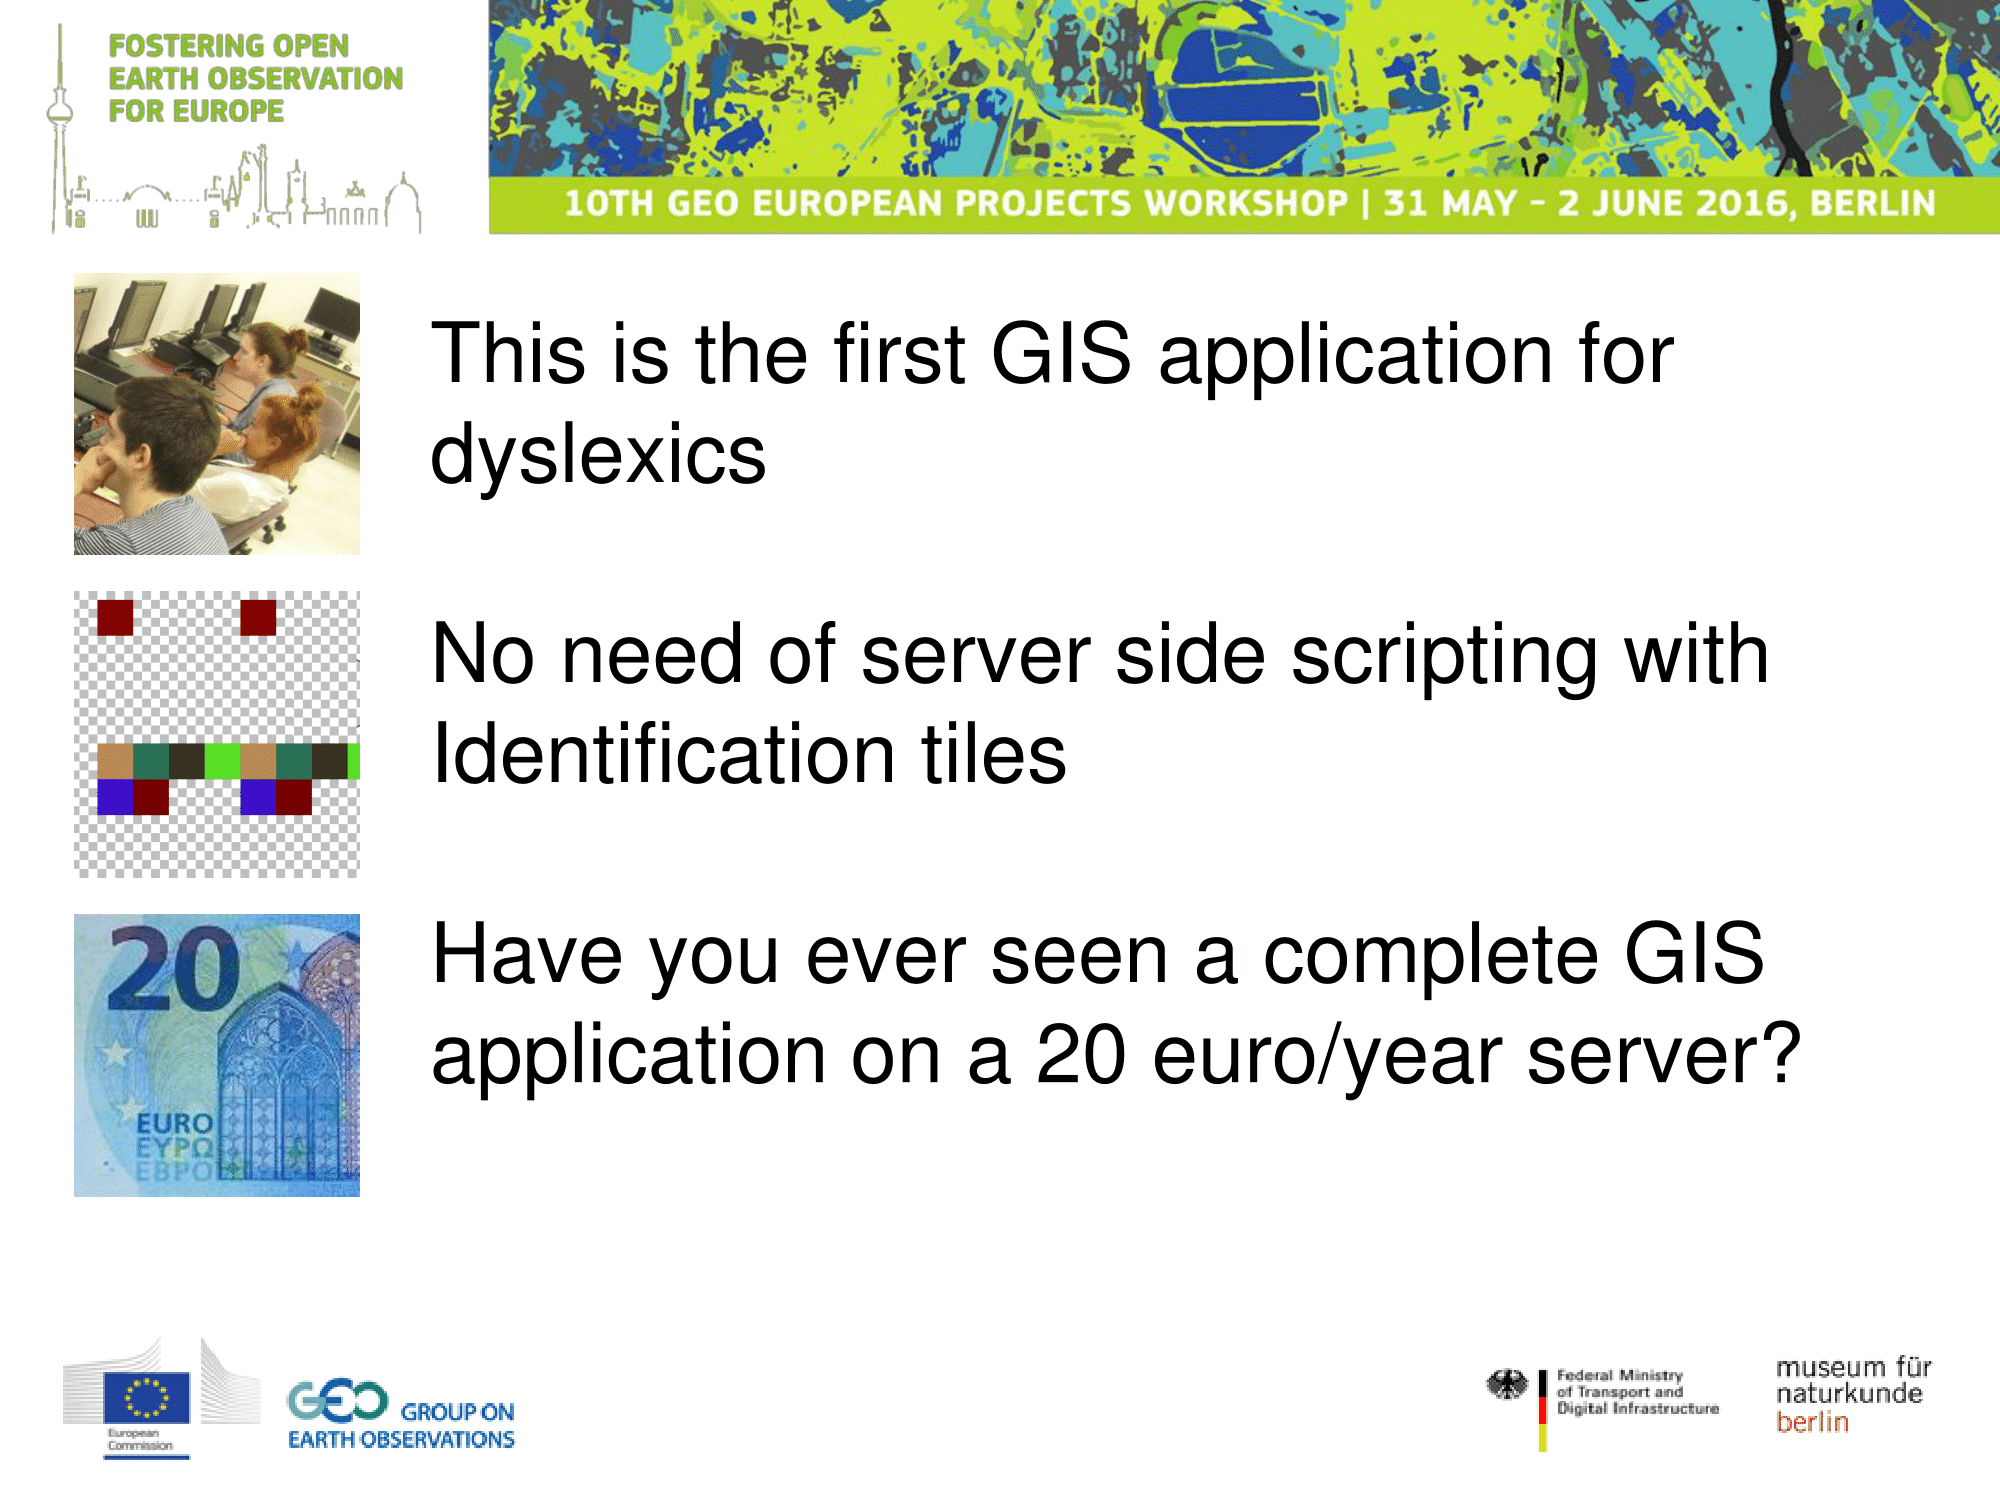 FOSTERING OPEN
EARTH OBSERVATION
FOR EUROPE
10TH GEO EUROPEAN PROJECTS WORKSHOP | 31 MAY – 2 JUNE 2016, BERLIN
This is the first GIS application for
dyslexics
No need of server side scripting with
Identification tiles
Have you ever seen a complete GIS
application on a 20 euro/year server?
20
EURO
ΕΥΡΩ
ЕВРО
European
Commission
GEO GROUP ON
EARTH OBSERVATIONS
Federal Ministry
of Transport and
Digital Infrastructure
museum für
naturkunde
berlin